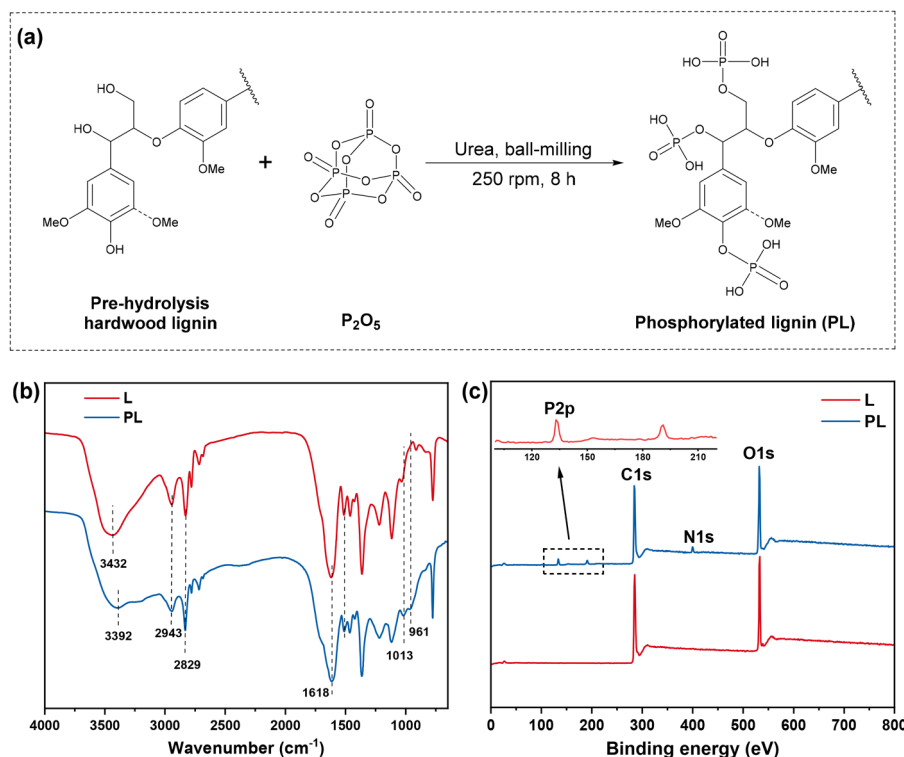 (a)
HO
HO
O
OMe
MeO
OMe
OH
Pre-hydrolysis
hardwood lignin
+
O
P
O
O
O
P
P
O
P
O
O
O
O
O
P₂O₅
Urea, ball-milling
250 rpm, 8 h
O
HO
P
OH
O
O
P
O
OH
OH
O
OMe
MeO
OMe
O
OH
P
HO
O
Phosphorylated lignin (PL)
(b)
L
PL
3432
3392
2943
2829
1618
1013
961
4000
3500
3000
2500
2000
1500
1000
Wavenumber (cm⁻¹)
(c)
L
PL
P2p
120
150
180
210
C1s
O1s
N1s
0
100
200
300
400
500
600
700
800
Binding energy (eV)